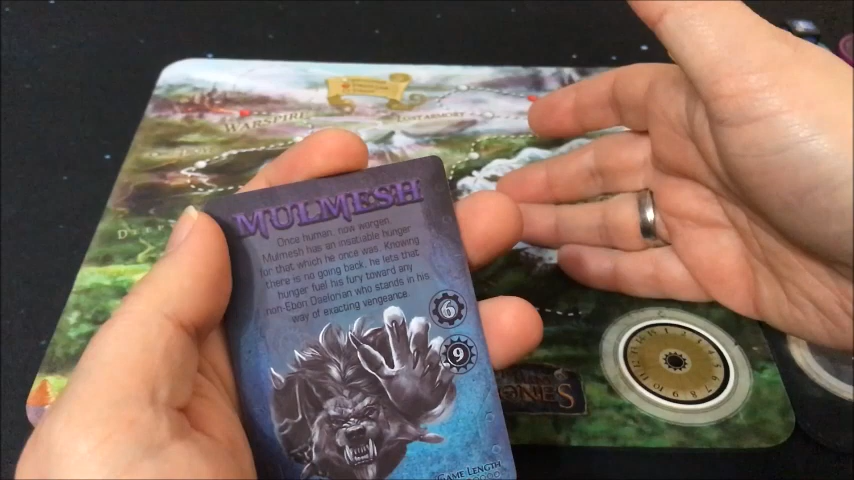 WARSPIRE
LOST ARMORY
MULMESH
Once human, now worgen,
Mulmesh has an insatiable hunger
for that which he once was. Knowing
there is no going back, he lets that
hunger fuel his fury toward any
non-Ebon Daelorian who stands in his
way of exacting vengeance.
6
9
GAME LENGTH